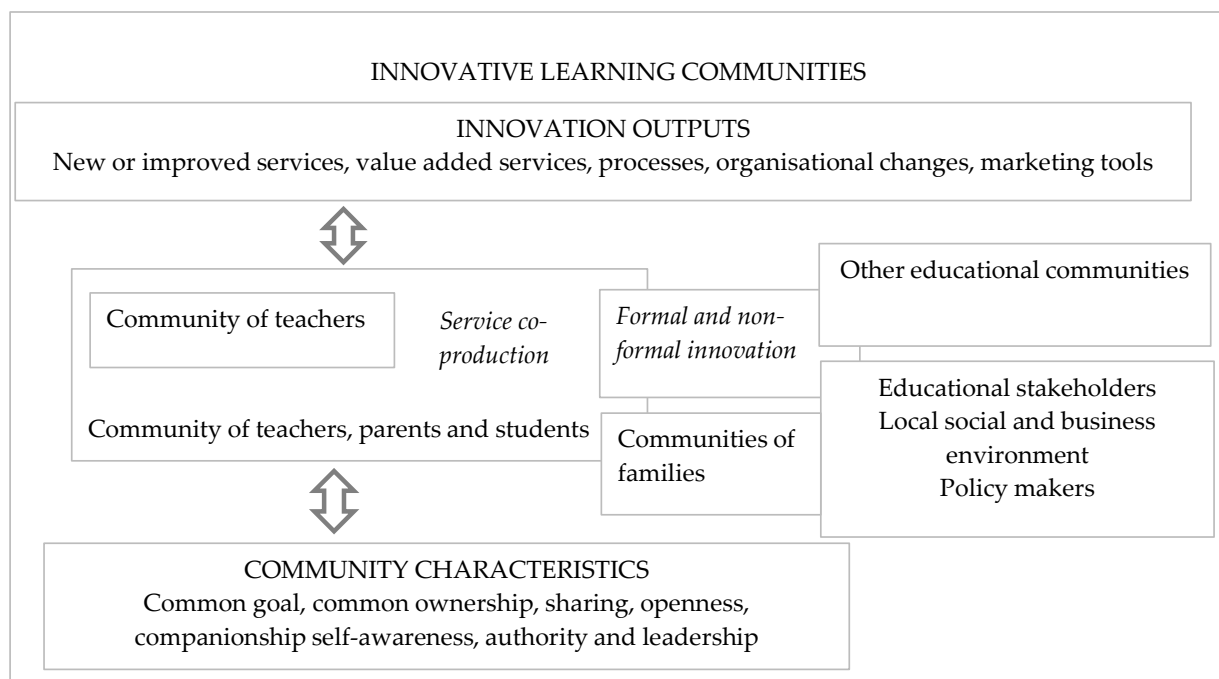 INNOVATIVE LEARNING COMMUNITIES
INNOVATION OUTPUTS
New or improved services, value added services, processes, organisational changes, marketing tools
Community of teachers
Service co-
production
Community of teachers, parents and students
Formal and non-
formal innovation
Communities of
families
Other educational communities
Educational stakeholders
Local social and business
environment
Policy makers
COMMUNITY CHARACTERISTICS
Common goal, common ownership, sharing, openness,
companionship self-awareness, authority and leadership